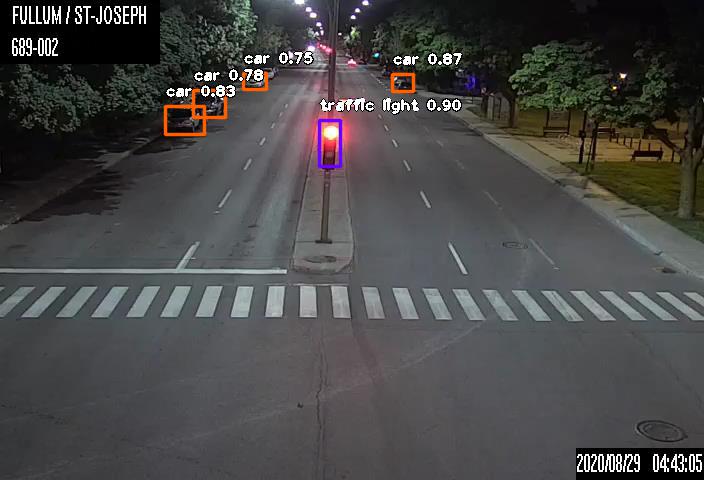 FULLUM / ST-JOSEPH
689-002
car 0.75
car 0.87
car 0.78
car 0.83
traffic light 0.90
2020/08/29 04:43:05